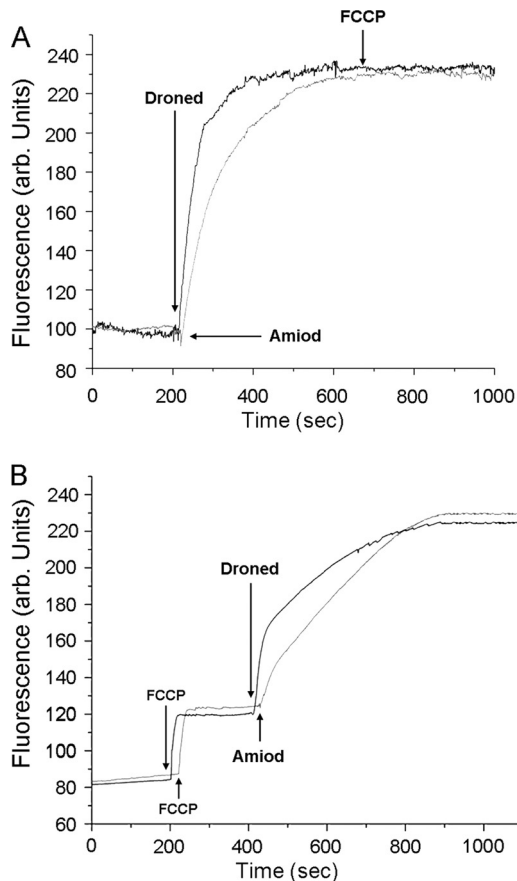 A
FCCP
240
220
Droned
200
180
160
140
120
100
80
Amiod
Fluorescence (arb. Units)
0 200 400 600 800 1000
Time (sec)
B
240
220
200
Droned
180
160
FCCP
140
120
100
Amiod
80
FCCP
60
Fluorescence (arb. Units)
0 200 400 600 800 1000
Time (sec)